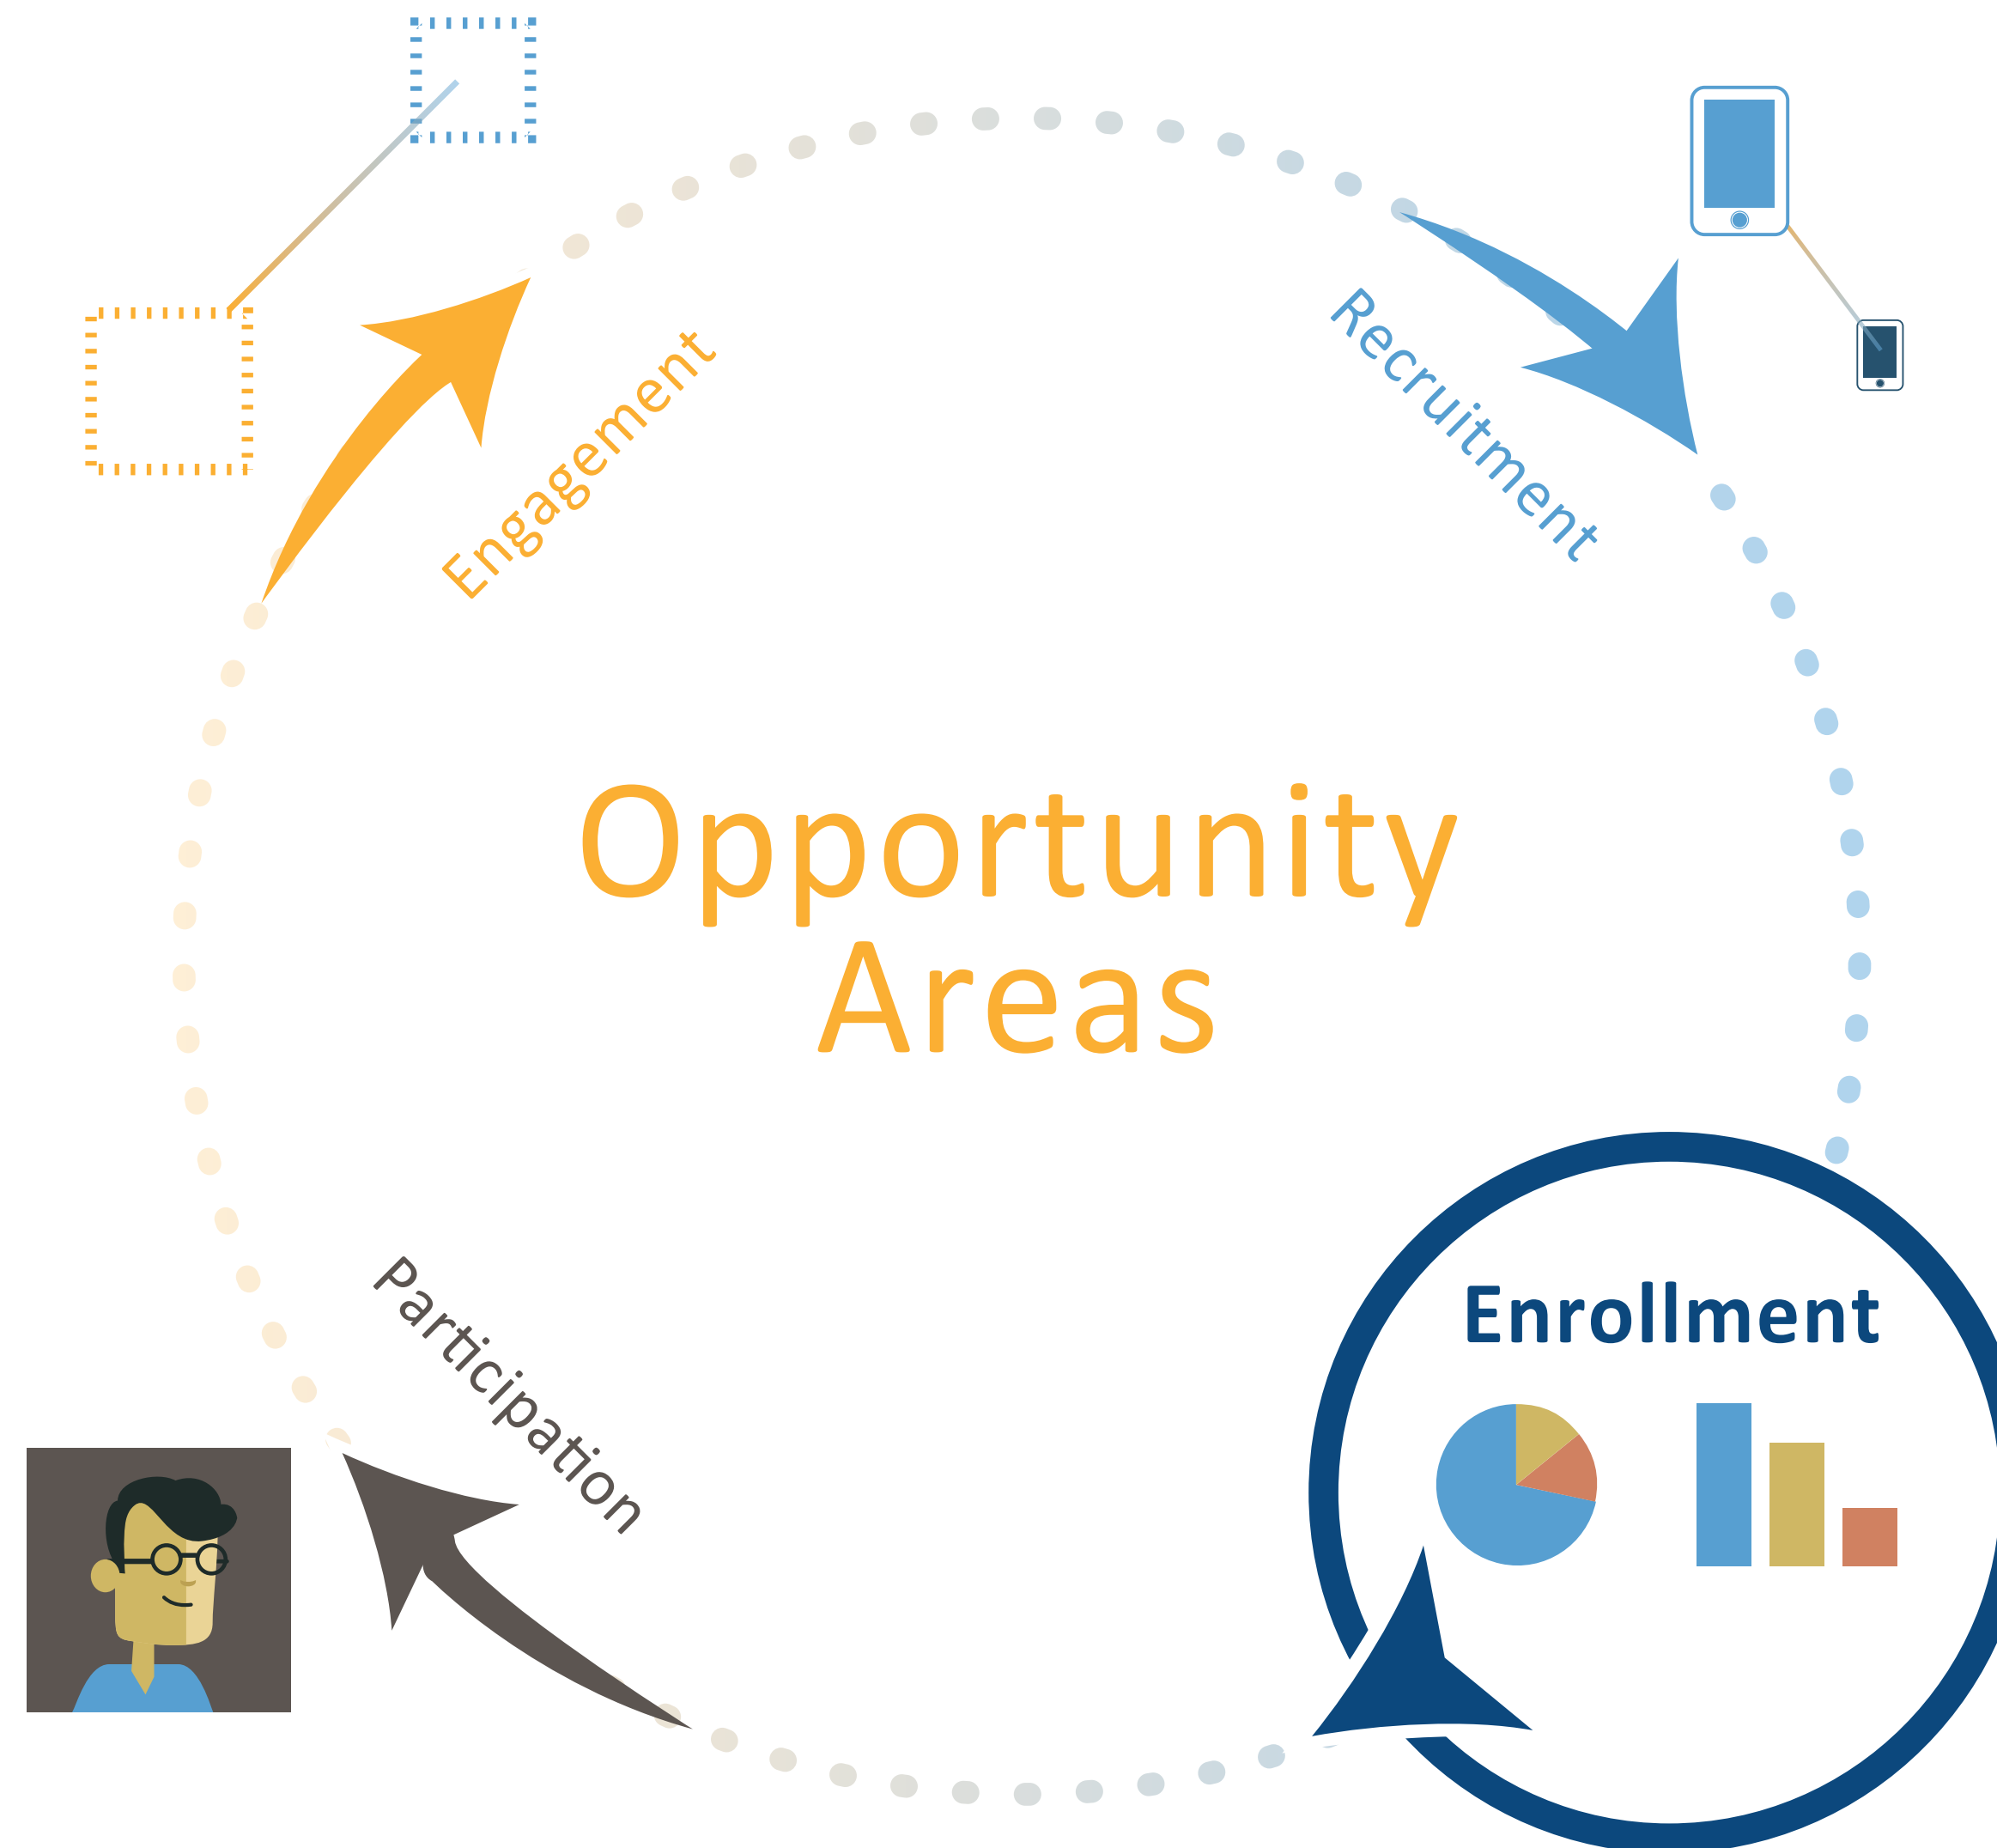 Engagement
Recruitment
Opportunity
Areas
Participation
Enrollment